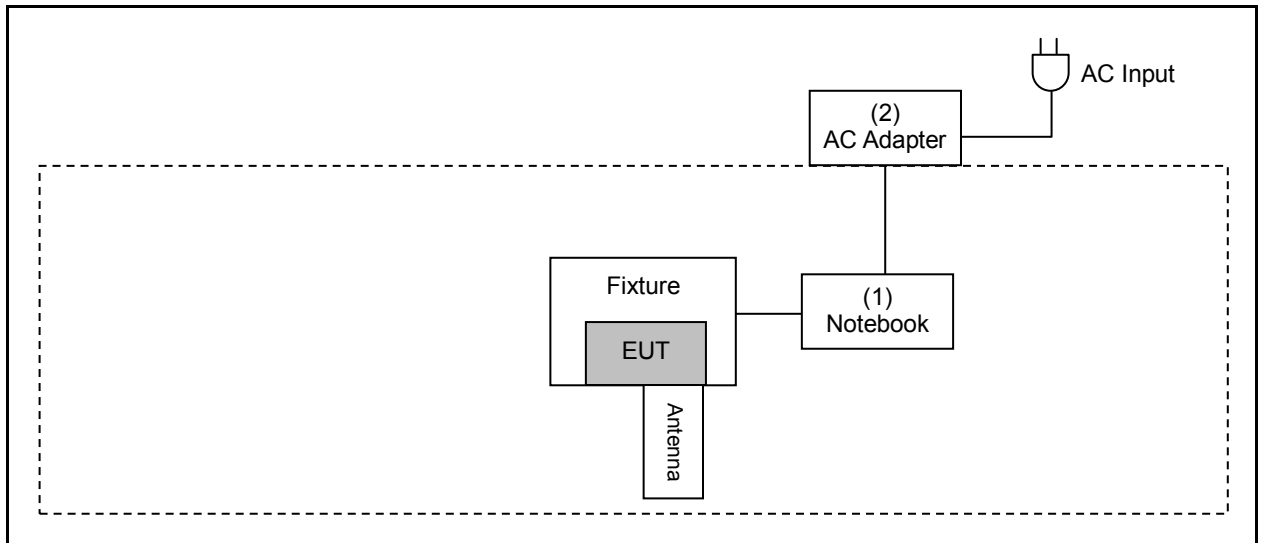 AC Input
(2)
AC Adapter
Fixture
(1)
Notebook
EUT
Antenna